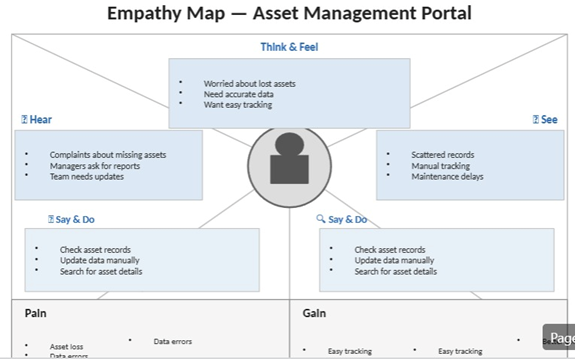 Empathy Map — Asset Management Portal
Think & Feel
Worried about lost assets
Need accurate data
Want easy tracking
Hear
See
Complaints about missing assets
Managers ask for reports
Team needs updates
Scattered records
Manual tracking
Maintenance delays
Say & Do
🔍 Say & Do
Check asset records
Update data manually
Search for asset details
Check asset records
Update data manually
Search for asset details
Pain
Gain
Asset loss
Data errors
Data errors
Easy tracking
Easy tracking